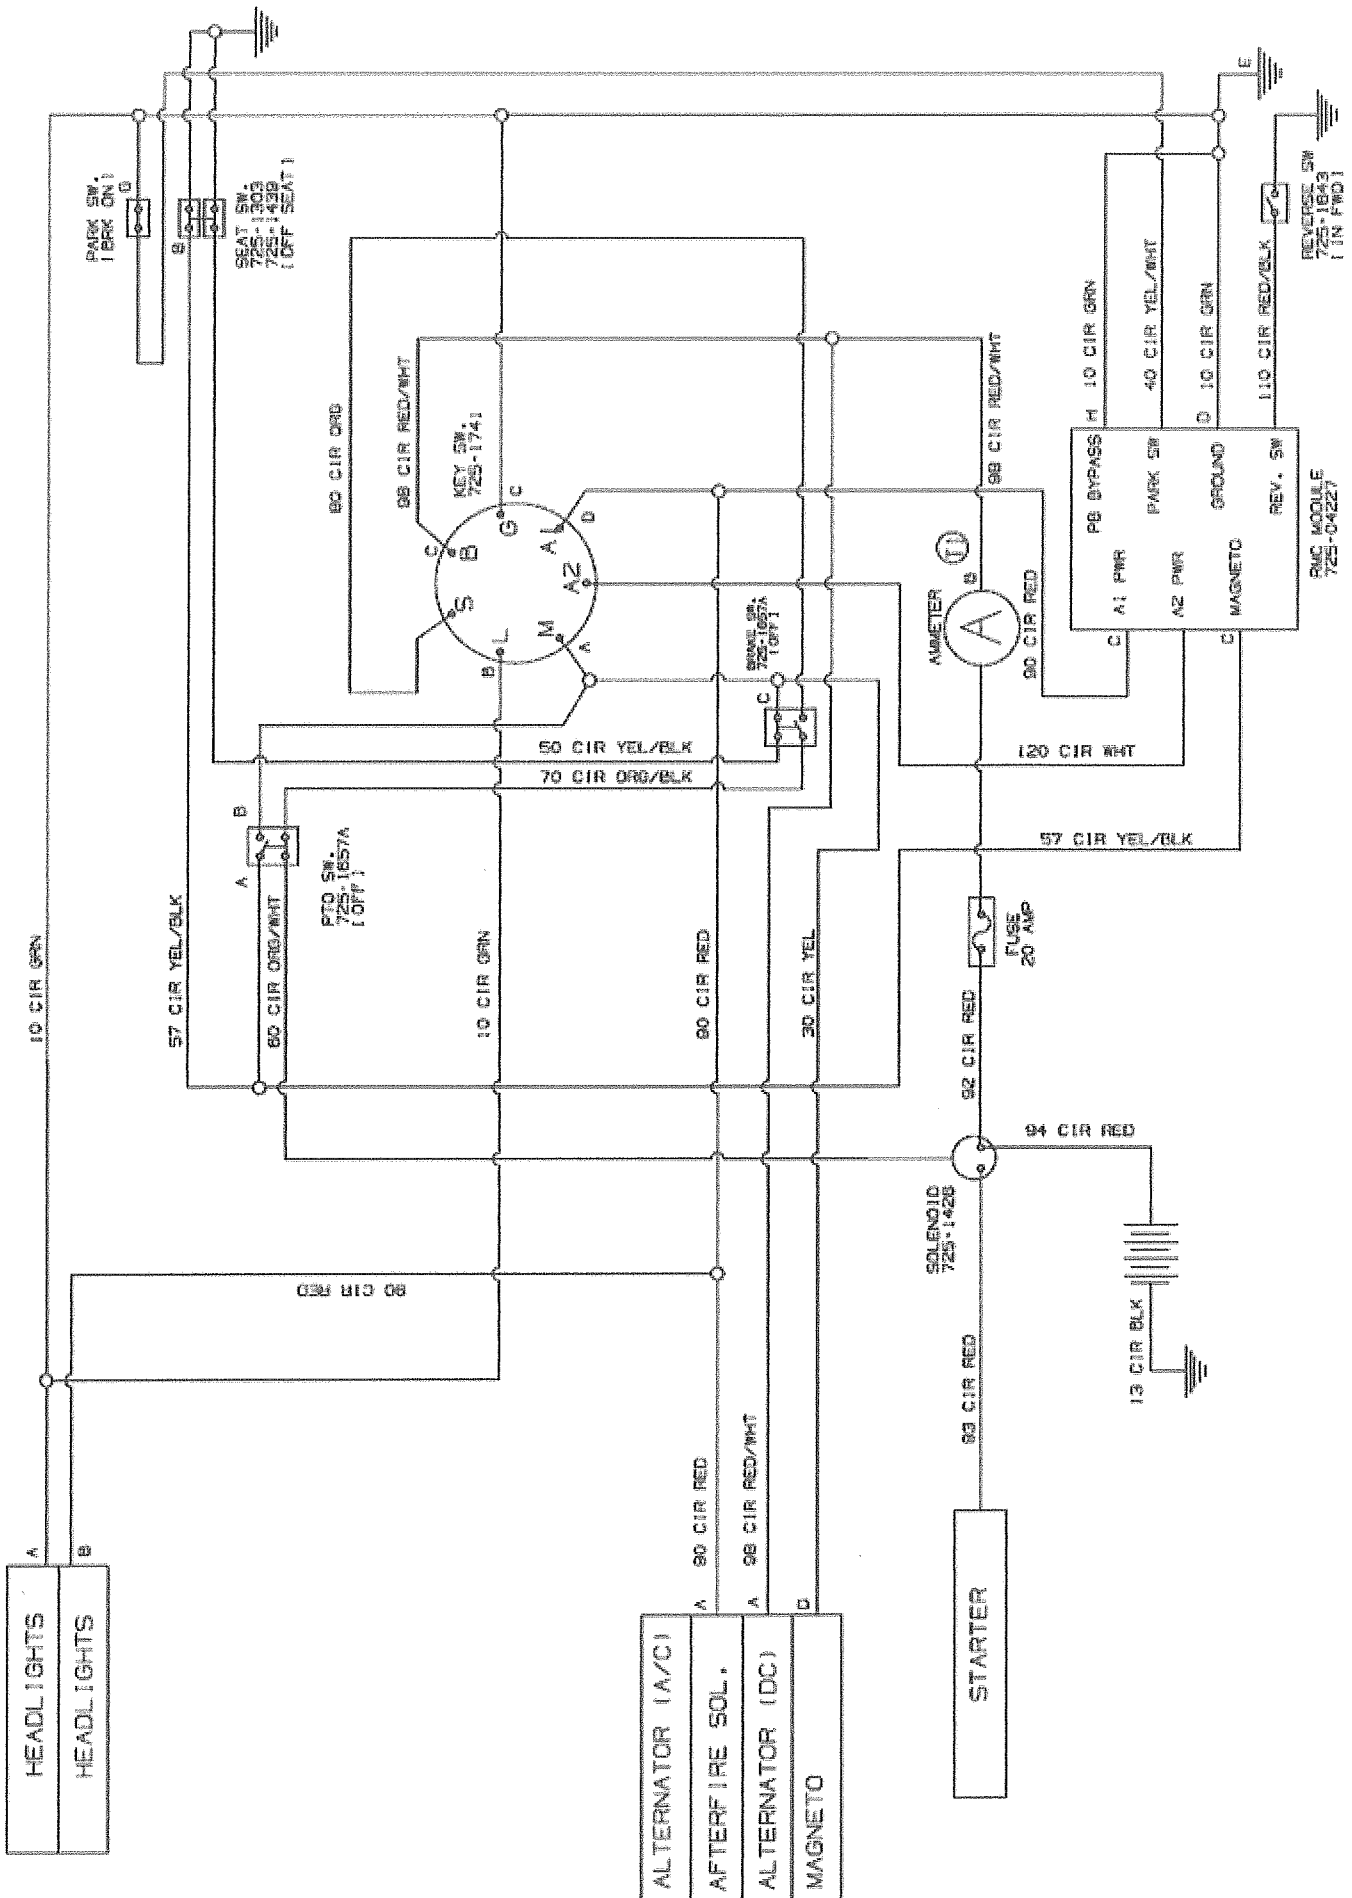 E
PARK SW.
[BRK ON]
G
B
SEAT SW.
725-1303
725-1439
[OFF SEAT]
REVERSE SW
725-1643
[IN FWD]
80 CIR ORG
98 CIR RED/WHT
KEY SW.
725-1741
98 CIR RED/WHT
H
10 CIR GRN
40 CIR YEL/WHT
D
10 CIR GRN
110 CIR RED/BLK
C
B
C
G
S
A1
D
A2
L
B
M
A
PB BYPASS
PARK SW
GROUND
REV. SW
A1 PWR
A2 PWR
MAGNETO
C
C
RMC MODULE
725-04227
AMMETER
A
B
90 CIR RED
BRAKE SW.
725-1657A
[OFF]
C
50 CIR YEL/BLK
70 CIR ORG/BLK
120 CIR WHT
57 CIR YEL/BLK
B
A
PTO SW.
725-1657A
[OFF]
10 CIR GRN
57 CIR YEL/BLK
60 CIR ORG/WHT
10 CIR GRN
90 CIR RED
30 CIR YEL
FUSE
20 AMP
92 CIR RED
94 CIR RED
SOLENOID
725-1426
90 CIR RED
13 CIR BLK
93 CIR RED
90 CIR RED
98 CIR RED/WHT
A
B
HEADLIGHTS
HEADLIGHTS
A
A
D
ALTERNATOR (A/C)
AFTERFIRE SOL.
ALTERNATOR (DC)
MAGNETO
STARTER